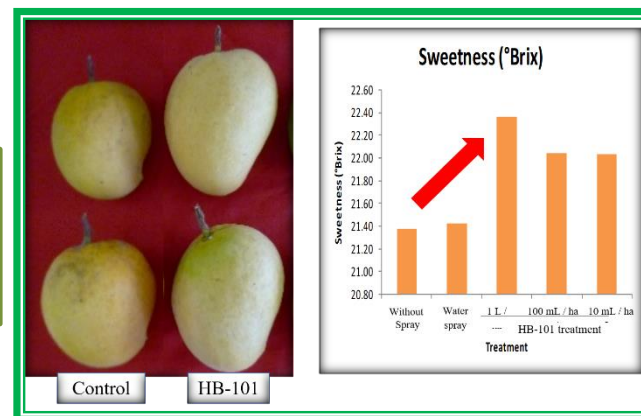 Control
HB-101
Sweetness (°Brix)
Sweetness (°Brix)
22.60
22.40
22.20
22.00
21.80
21.60
21.40
21.20
21.00
20.80
Without Spray
Water spray
1 L /
100 mL / ha
10 mL / ha
HB-101 treatment
Treatment